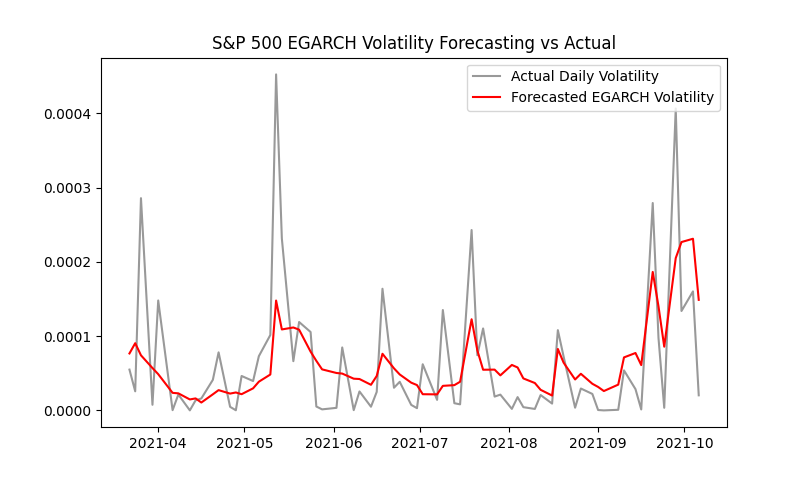 S&P 500 EGARCH Volatility Forecasting vs Actual
Actual Daily Volatility
Forecasted EGARCH Volatility
0.0004
0.0003
0.0002
0.0001
0.0000
2021-04 2021-05 2021-06 2021-07 2021-08 2021-09 2021-10